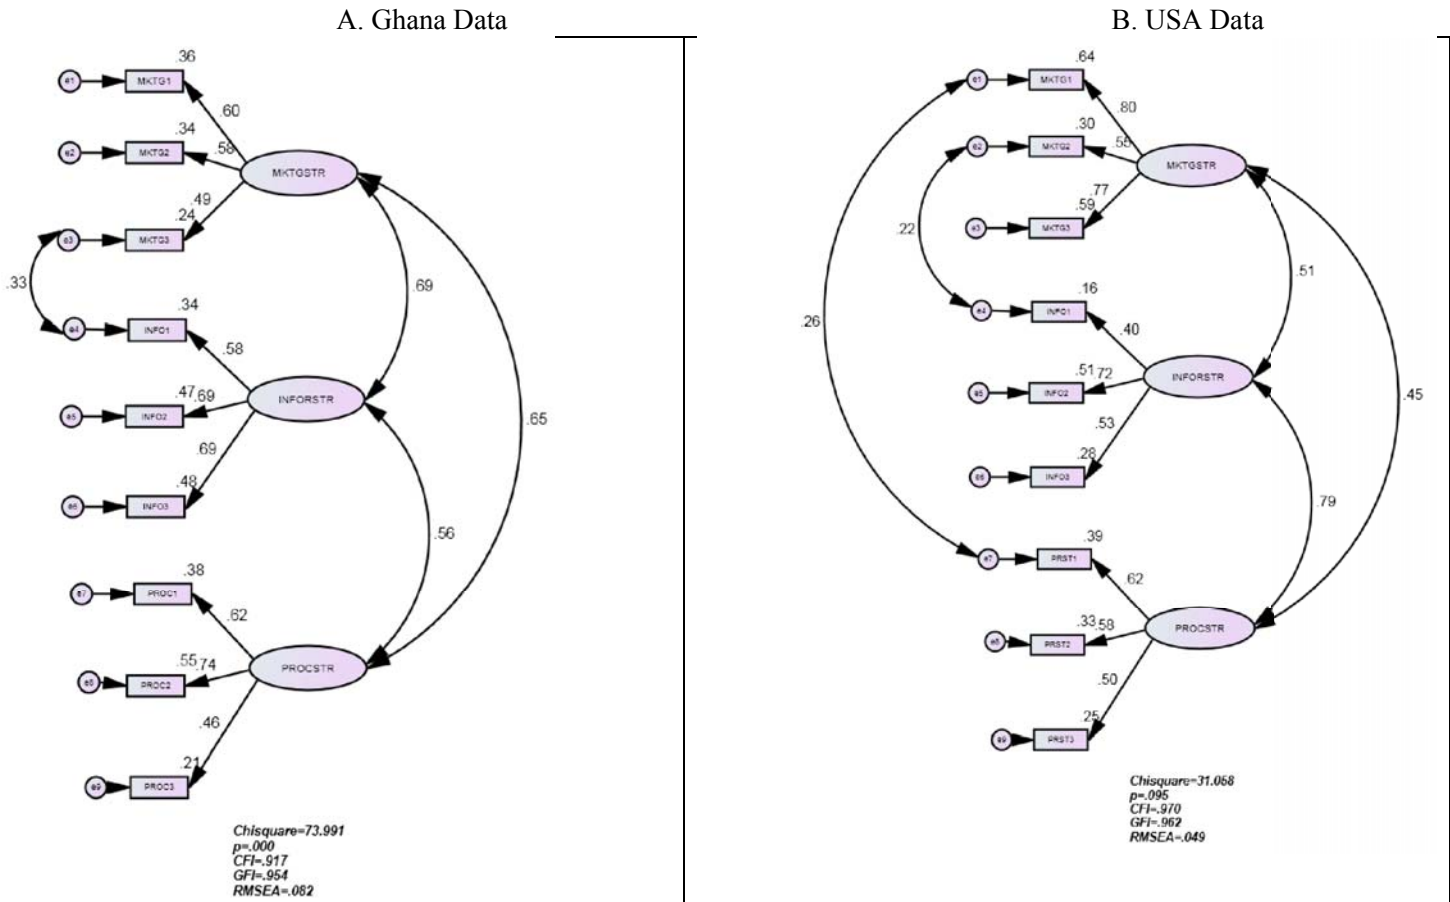 A. Ghana Data
.36
e1
MKTG1
.60
.34
e2
MKTG2
.58
MKTGSTR
.49
.24
e3
MKTG3
.33
.69
.34
e4
INFO1
.58
INFORSTR
.47
.69
e5
INFO2
.65
.69
.48
e6
INFO3
.56
.38
e7
PROC1
.62
PROCSTR
.55
.74
e8
PROC2
.46
.21
e9
PROC3
Chisquare=73.991
p=.000
CFI=.917
GFI=.954
RMSEA=.082
B. USA Data
.64
e1
MKTG1
.80
.30
e2
MKTG2
.55
MKTGSTR
.77
.59
e3
MKTG3
.22
.51
.16
e4
INFO1
.26
.40
INFORSTR
.51
.72
e5
INFO2
.45
.53
.28
e6
INFO3
.79
.39
e7
PRST1
.62
PROCSTR
.33
.58
e8
PRST2
.50
.25
e9
PRST3
Chisquare=31.058
p=.095
CFI=.970
GFI=.962
RMSEA=.049